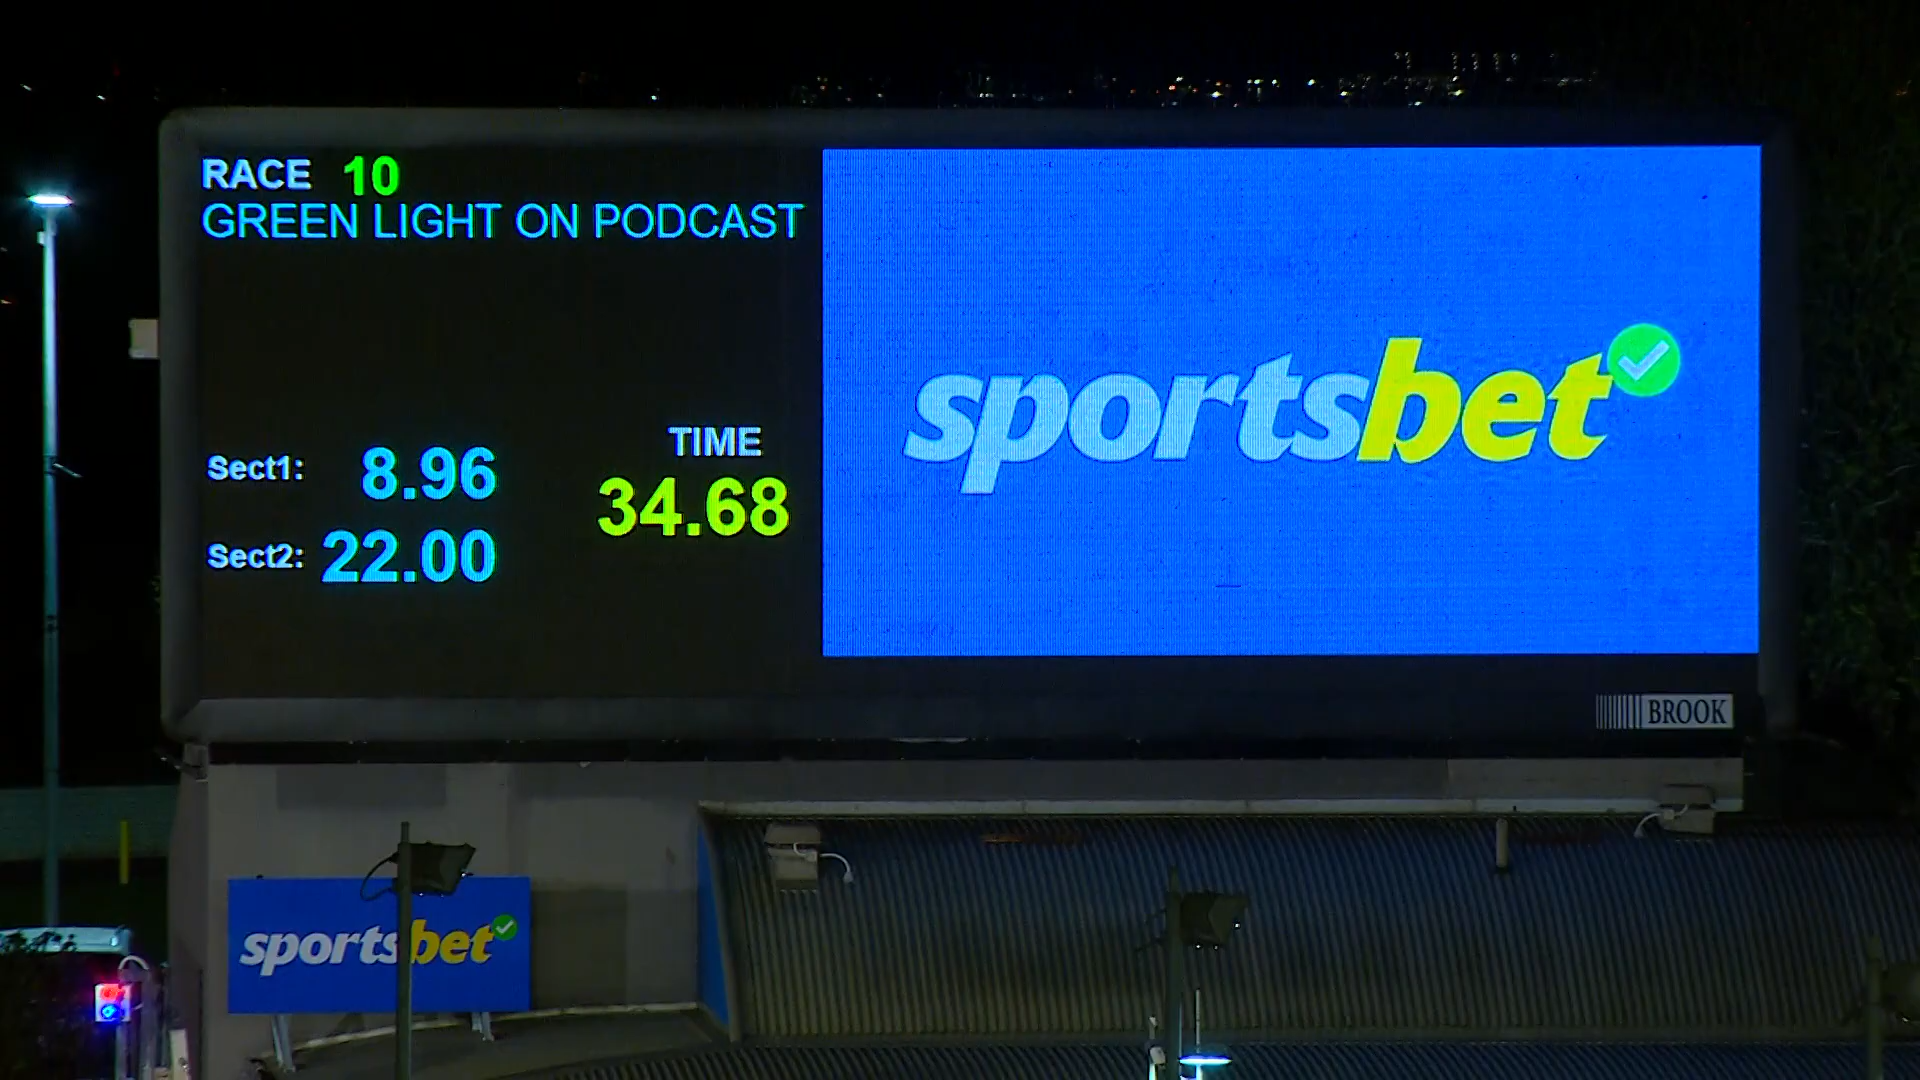 RACE 10
GREEN LIGHT ON PODCAST
TIME
Sect1: 8.96
34.68
Sect2: 22.00
sportsbet
BROOK
sportsbet